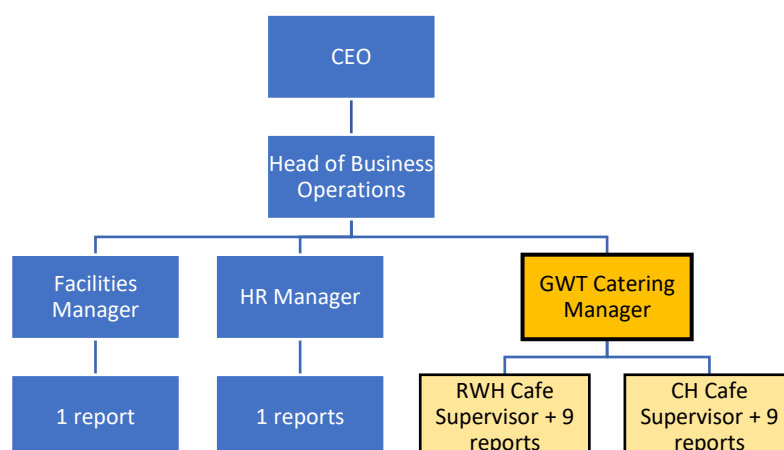 CEO
Head of Business
Operations
Facilities
Manager
HR Manager
GWT Catering
Manager
1 report
1 reports
RWH Cafe
Supervisor + 9
reports
CH Cafe
Supervisor + 9
reports